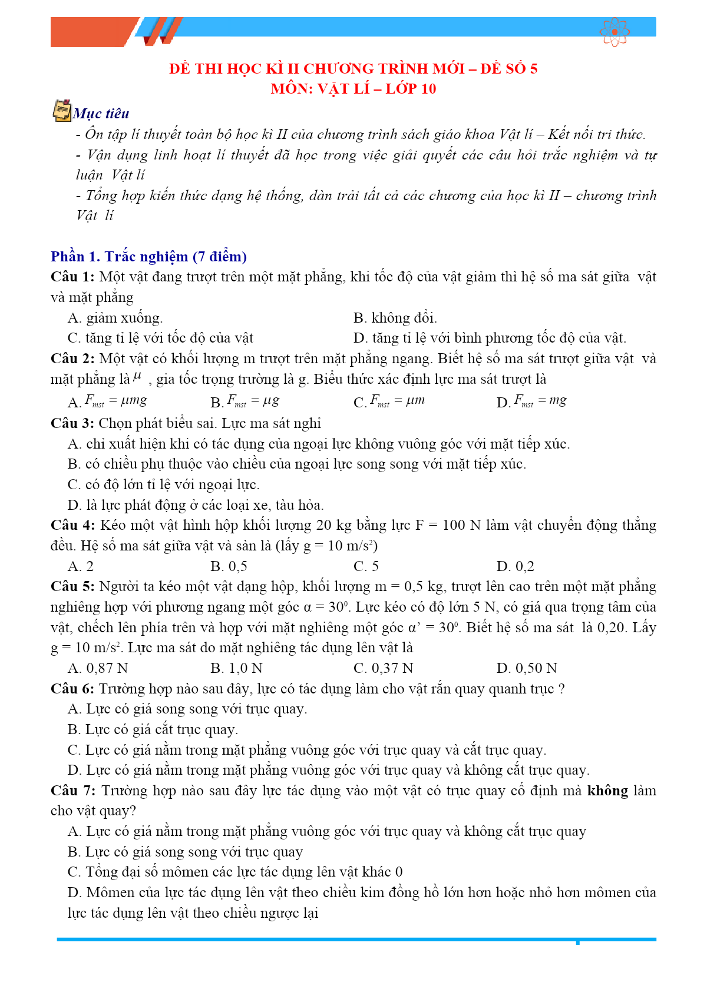 ĐỀ THI HỌC KÌ II CHƯƠNG TRÌNH MỚI – ĐỀ SỐ 5
MÔN: VẬT LÍ – LỚP 10
Mục tiêu
- Ôn tập lí thuyết toàn bộ học kì II của chương trình sách giáo khoa Vật lí – Kết nối tri thức.
- Vận dụng linh hoạt lí thuyết đã học trong việc giải quyết các câu hỏi trắc nghiệm và tự
luận Vật lí
- Tổng hợp kiến thức dạng hệ thống, dàn trải tất cả các chương của học kì II – chương trình
Vật lí
Phần 1. Trắc nghiệm (7 điểm)
Câu 1: Một vật đang trượt trên một mặt phẳng, khi tốc độ của vật giảm thì hệ số ma sát giữa vật
và mặt phẳng
A. giảm xuống. B. không đổi.
C. tăng tỉ lệ với tốc độ của vật D. tăng tỉ lệ với bình phương tốc độ của vật.
Câu 2: Một vật có khối lượng m trượt trên mặt phẳng ngang. Biết hệ số ma sát trượt giữa vật và
mặt phẳng là μ , gia tốc trọng trường là g. Biểu thức xác định lực ma sát trượt là
A. F_mst = μmg B. F_mst = μg C. F_mst = μm D. F_mst = mg
Câu 3: Chọn phát biểu sai. Lực ma sát nghỉ
A. chỉ xuất hiện khi có tác dụng của ngoại lực không vuông góc với mặt tiếp xúc.
B. có chiều phụ thuộc vào chiều của ngoại lực song song với mặt tiếp xúc.
C. có độ lớn tỉ lệ với ngoại lực.
D. là lực phát động ở các loại xe, tàu hỏa.
Câu 4: Kéo một vật hình hộp khối lượng 20 kg bằng lực F = 100 N làm vật chuyển động thẳng
đều. Hệ số ma sát giữa vật và sàn là (lấy g = 10 m/s²)
A. 2 B. 0,5 C. 5 D. 0,2
Câu 5: Người ta kéo một vật dạng hộp, khối lượng m = 0,5 kg, trượt lên cao trên một mặt phẳng
nghiêng hợp với phương ngang một góc α = 30⁰. Lực kéo có độ lớn 5 N, có giá qua trọng tâm của
vật, chếch lên phía trên và hợp với mặt nghiêng một góc α’ = 30⁰. Biết hệ số ma sát là 0,20. Lấy
g = 10 m/s². Lực ma sát do mặt nghiêng tác dụng lên vật là
A. 0,87 N B. 1,0 N C. 0,37 N D. 0,50 N
Câu 6: Trường hợp nào sau đây, lực có tác dụng làm cho vật rắn quay quanh trục ?
A. Lực có giá song song với trục quay.
B. Lực có giá cắt trục quay.
C. Lực có giá nằm trong mặt phẳng vuông góc với trục quay và cắt trục quay.
D. Lực có giá nằm trong mặt phẳng vuông góc với trục quay và không cắt trục quay.
Câu 7: Trường hợp nào sau đây lực tác dụng vào một vật có trục quay cố định mà không làm
cho vật quay?
A. Lực có giá nằm trong mặt phẳng vuông góc với trục quay và không cắt trục quay
B. Lực có giá song song với trục quay
C. Tổng đại số mômen các lực tác dụng lên vật khác 0
D. Mômen của lực tác dụng lên vật theo chiều kim đồng hồ lớn hơn hoặc nhỏ hơn mômen của
lực tác dụng lên vật theo chiều ngược lại